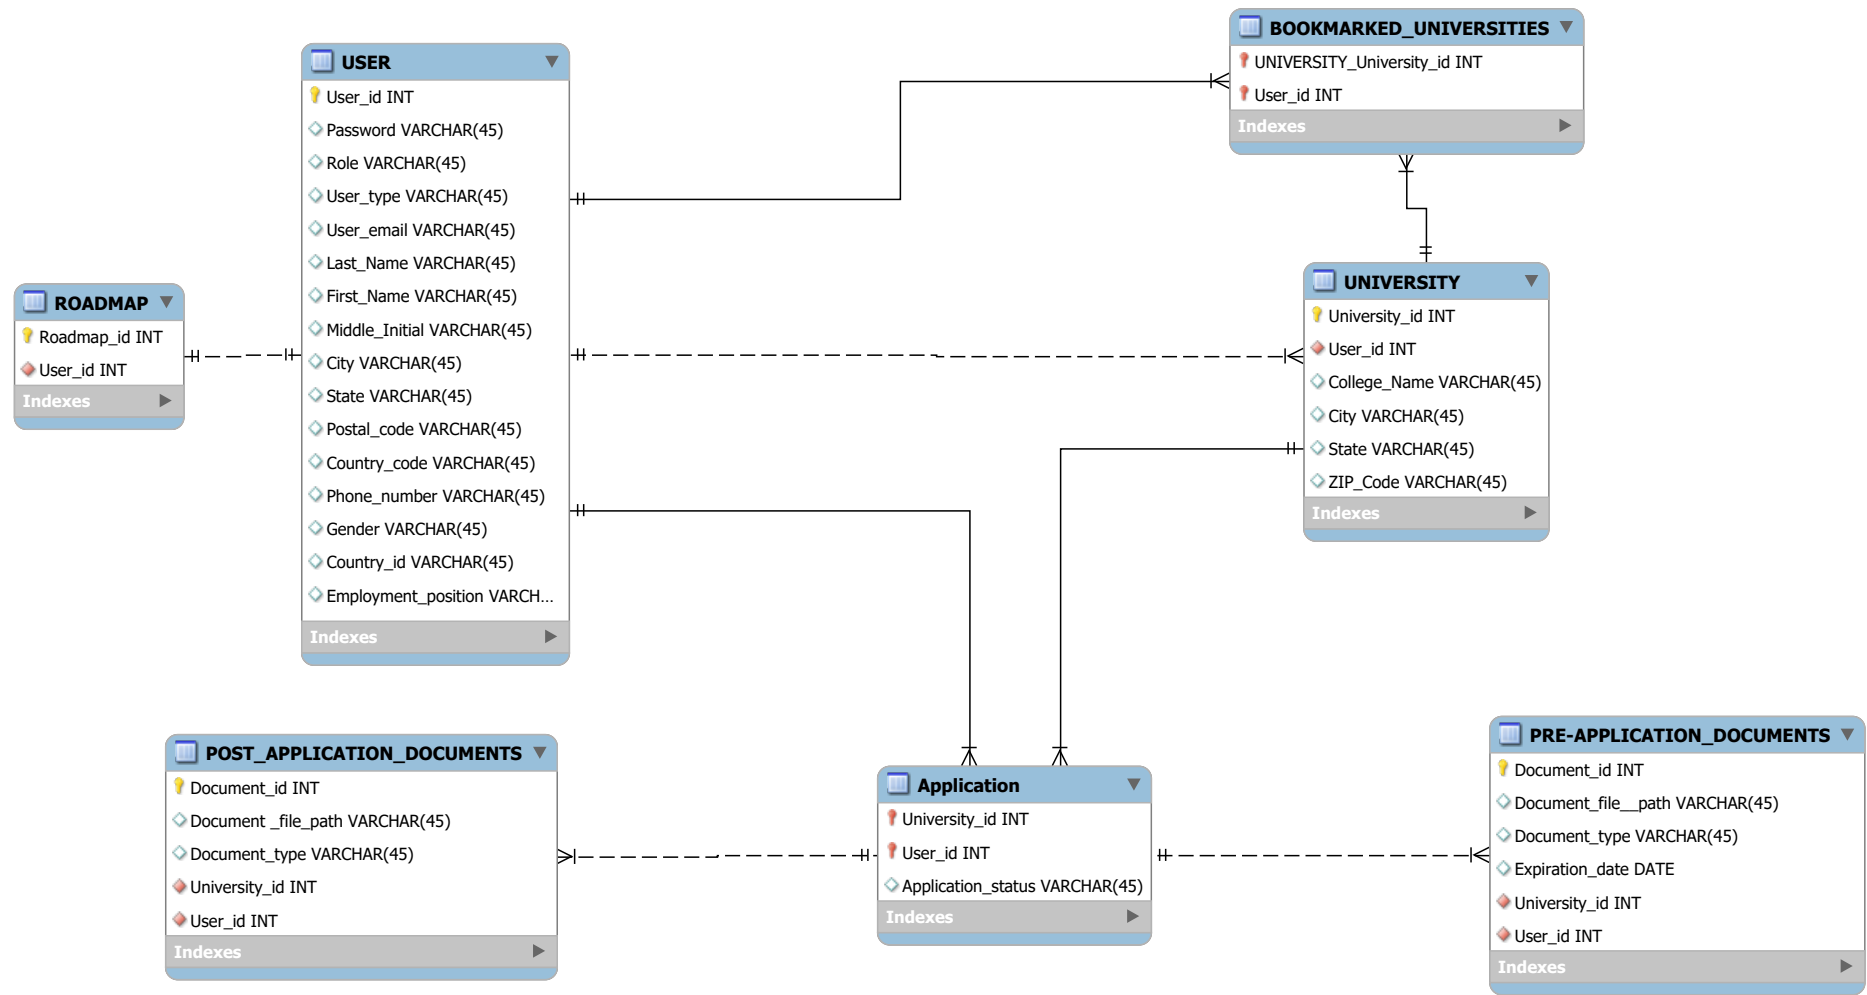 BOOKMARKED_UNIVERSITIES
UNIVERSITY_University_id INT
User_id INT
Indexes
USER
User_id INT
Password VARCHAR(45)
Role VARCHAR(45)
User_type VARCHAR(45)
User_email VARCHAR(45)
Last_Name VARCHAR(45)
First_Name VARCHAR(45)
Middle_Initial VARCHAR(45)
City VARCHAR(45)
State VARCHAR(45)
Postal_code VARCHAR(45)
Country_code VARCHAR(45)
Phone_number VARCHAR(45)
Gender VARCHAR(45)
Country_id VARCHAR(45)
Employment_position VARCH...
Indexes
ROADMAP
Roadmap_id INT
User_id INT
Indexes
UNIVERSITY
University_id INT
User_id INT
College_Name VARCHAR(45)
City VARCHAR(45)
State VARCHAR(45)
ZIP_Code VARCHAR(45)
Indexes
POST_APPLICATION_DOCUMENTS
Document_id INT
Document _file_path VARCHAR(45)
Document_type VARCHAR(45)
University_id INT
User_id INT
Indexes
Application
University_id INT
User_id INT
Application_status VARCHAR(45)
Indexes
PRE-APPLICATION_DOCUMENTS
Document_id INT
Document_file__path VARCHAR(45)
Document_type VARCHAR(45)
Expiration_date DATE
University_id INT
User_id INT
Indexes